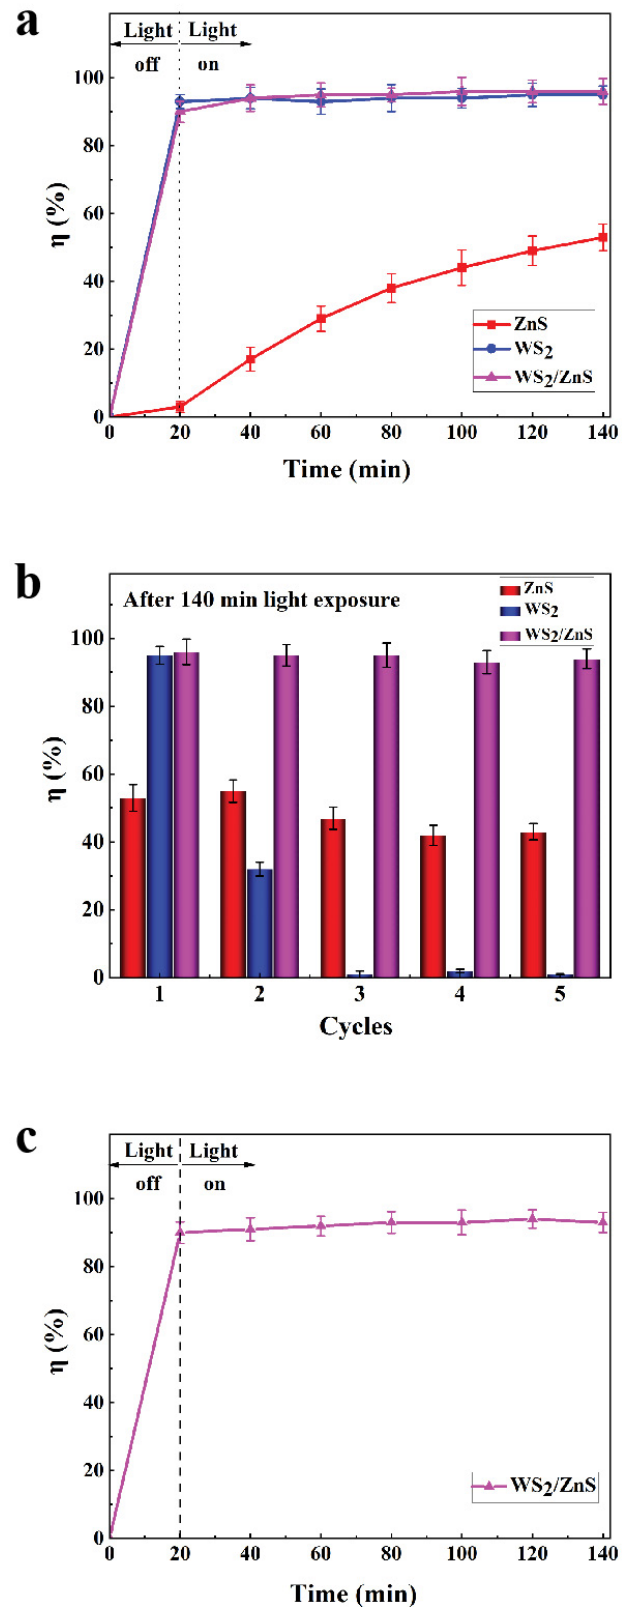 a
Light
Light
off
on
100
80
60
40
20
0
η (%)
ZnS
WS2
WS2/ZnS
0 20 40 60 80 100 120 140
Time (min)
b
After 140 min light exposure
ZnS
WS2
WS2/ZnS
100
80
60
40
20
0
η (%)
1 2 3 4 5
Cycles
c
Light
Light
off
on
100
80
60
40
20
0
η (%)
WS2/ZnS
0 20 40 60 80 100 120 140
Time (min)